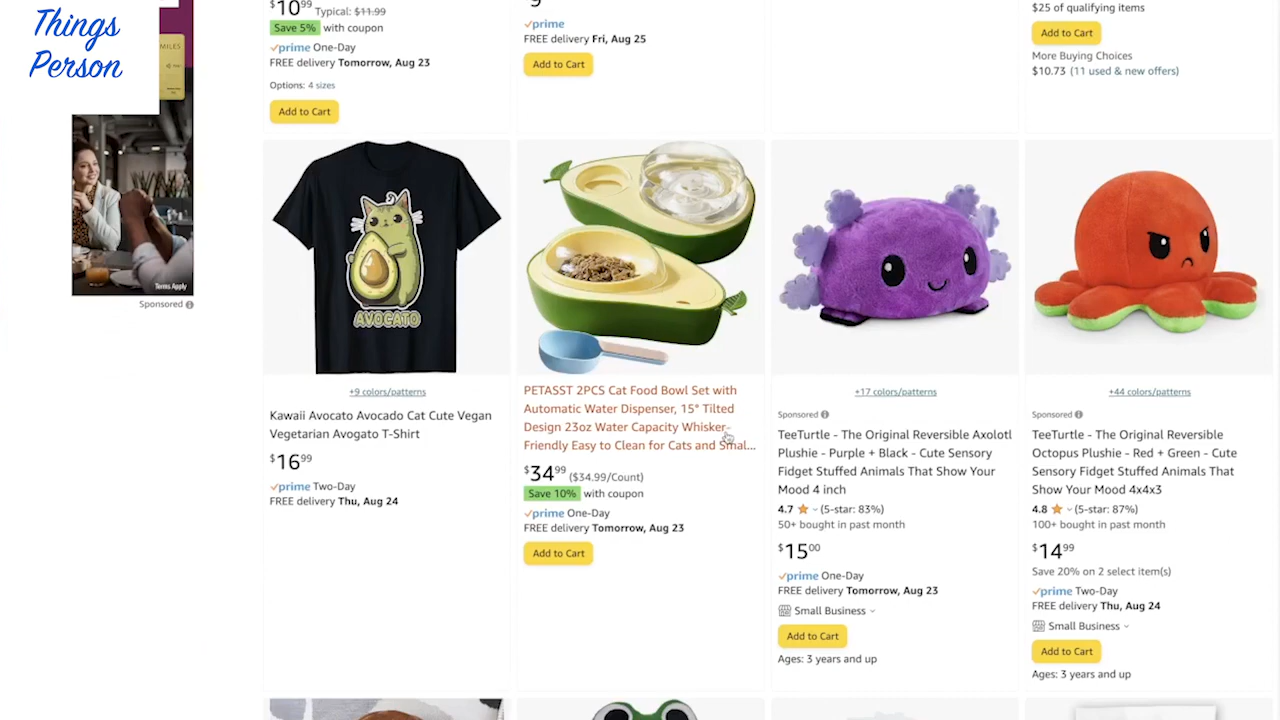 Things
Person
MILES
Terms Apply
Sponsored
$10.99 Typical: $11.99
Save 5% with coupon
prime One-Day
FREE delivery Tomorrow, Aug 23
Options: 4 sizes
Add to Cart
9
prime
FREE delivery Fri, Aug 25
Add to Cart
$25 of qualifying items
Add to Cart
More Buying Choices
$10.73 (11 used & new offers)
AVOCATO
+9 colors/patterns
Kawaii Avocato Avocado Cat Cute Vegan
Vegetarian Avogato T-Shirt
$16.99
prime Two-Day
FREE delivery Thu, Aug 24
PETASST 2PCS Cat Food Bowl Set with
Automatic Water Dispenser, 15° Tilted
Design 23oz Water Capacity Whisker-
Friendly Easy to Clean for Cats and Smal...
$34.99 ($34.99/Count)
Save 10% with coupon
prime One-Day
FREE delivery Tomorrow, Aug 23
Add to Cart
+17 colors/patterns
Sponsored
TeeTurtle - The Original Reversible Axolotl
Plushie - Purple + Black - Cute Sensory
Fidget Stuffed Animals That Show Your
Mood 4 inch
4.7 (5-star: 83%)
50+ bought in past month
$15.00
prime One-Day
FREE delivery Tomorrow, Aug 23
Small Business
Add to Cart
Ages: 3 years and up
+44 colors/patterns
Sponsored
TeeTurtle - The Original Reversible
Octopus Plushie - Red + Green - Cute
Sensory Fidget Stuffed Animals That
Show Your Mood 4x4x3
4.8 (5-star: 87%)
100+ bought in past month
$14.99
Save 20% on 2 select item(s)
prime Two-Day
FREE delivery Thu, Aug 24
Small Business
Add to Cart
Ages: 3 years and up